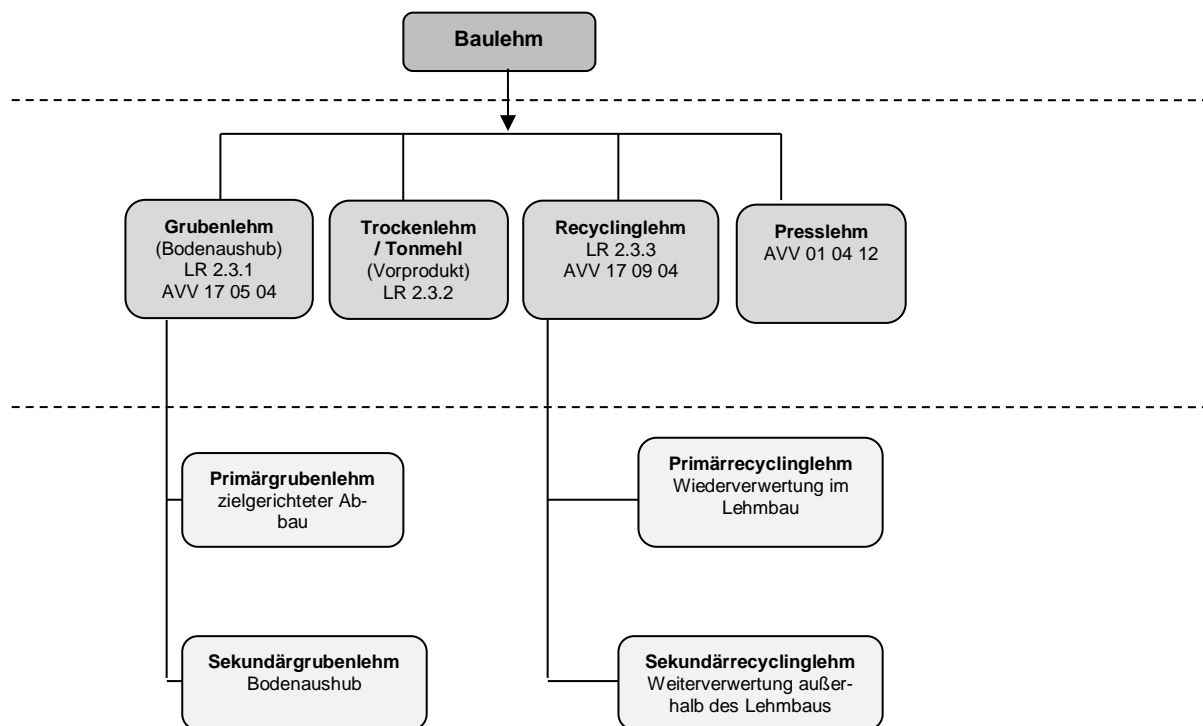 Baulehm
Grubenlehm
(Bodenaushub)
LR 2.3.1
AVV 17 05 04
Trockenlehm
/ Tonmehl
(Vorprodukt)
LR 2.3.2
Recyclinglehm
LR 2.3.3
AVV 17 09 04
Presslehm
AVV 01 04 12
Primärgrubenlehm
zielgerichteter Ab-
bau
Primärrecyclinglehm
Wiederverwertung im
Lehmbau
Sekundärgrubenlehm
Bodenaushub
Sekundärrecyclinglehm
Weiterverwertung außer-
halb des Lehmbaus